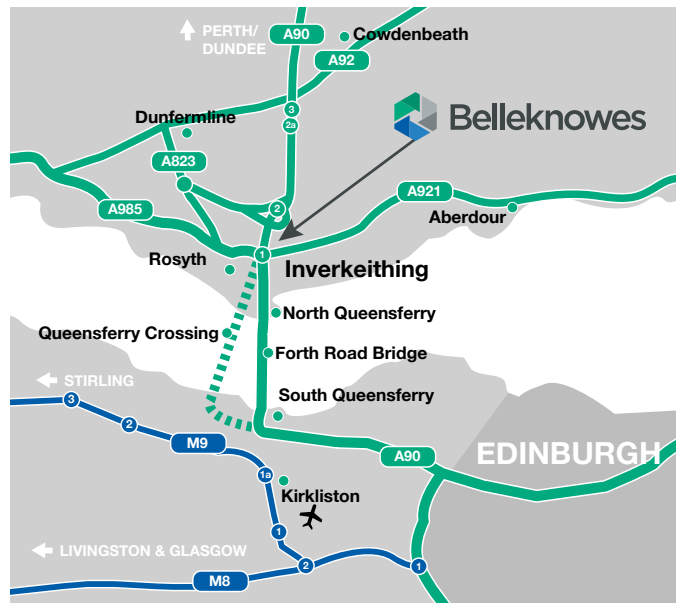 PERTH/
DUNDEE
A90
Cowdenbeath
A92
3
2a
Dunfermline
Belleknowes
A823
A921
2
A985
Aberdour
1
Rosyth
Inverkeithing
North Queensferry
Queensferry Crossing
Forth Road Bridge
STIRLING
South Queensferry
3
2
M9
A90
EDINBURGH
1a
Kirkliston
1
LIVINGSTON & GLASGOW
2
1
M8